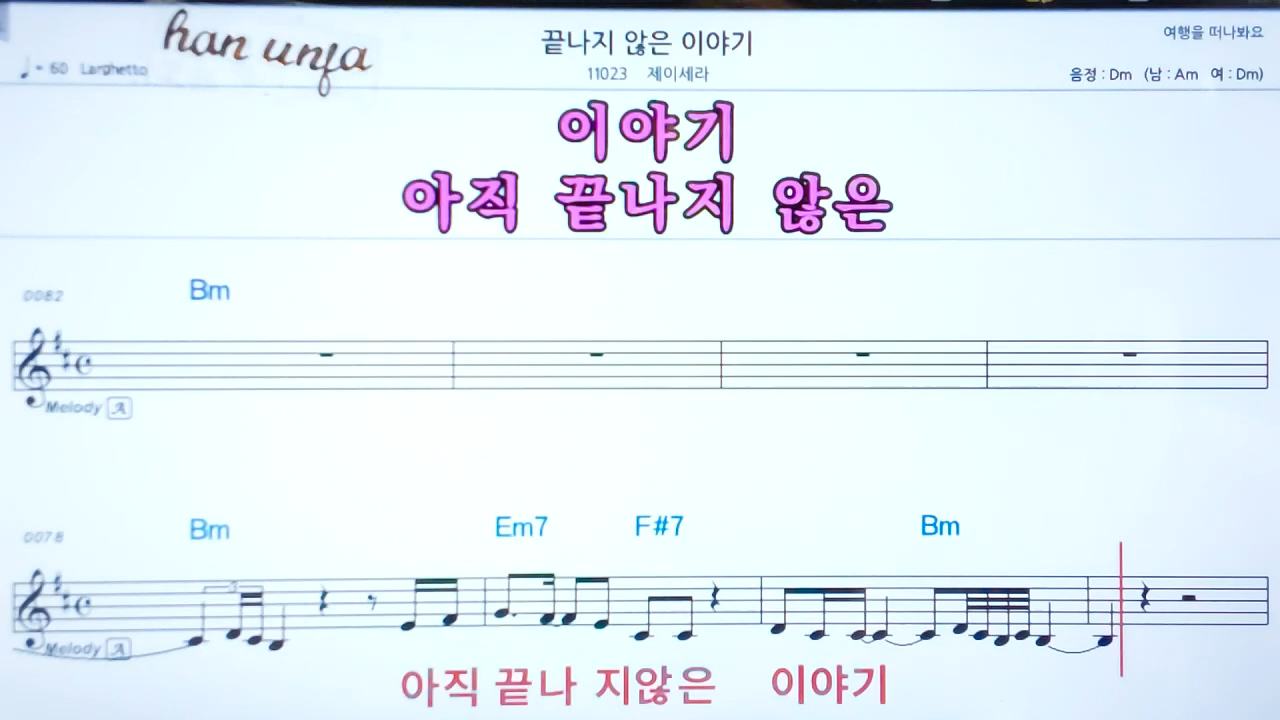 han unja
끝나지 않은 이야기
여행을 떠나봐요
♩ = 60 Larghetto
11023 제이세라
음정 : Dm (남 : Am 여 : Dm)
이야기
아직 끝나지 않은
0082
Bm
Melody A
0078
Bm Em7 F#7 Bm
3
Melody A
아직 끝나 지않은 이야기